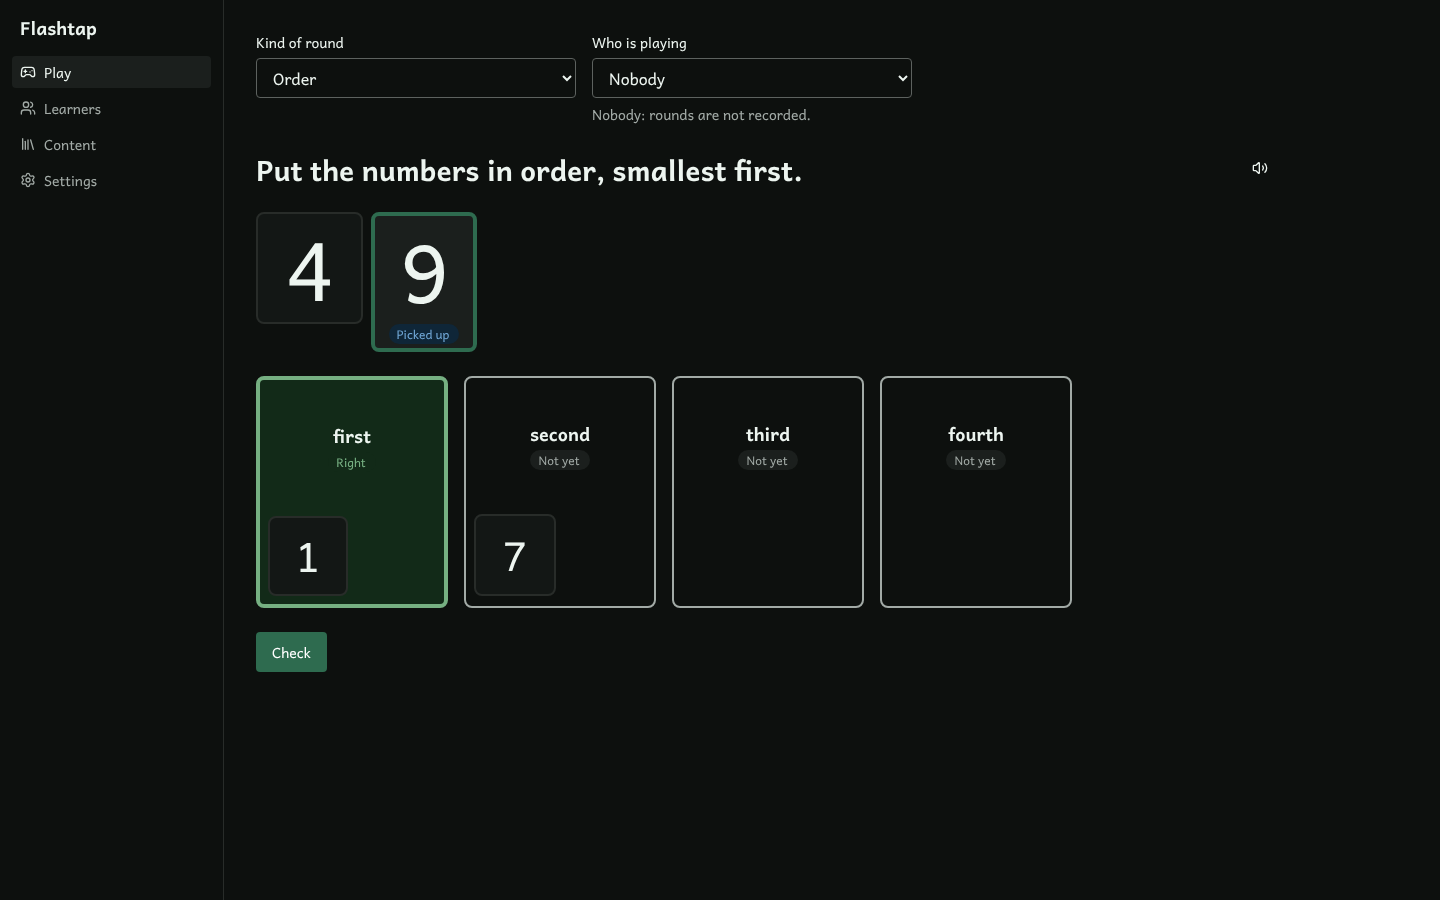 Flashtap
Play
Learners
Content
Settings
Kind of round
Who is playing
Order
Nobody
Nobody: rounds are not recorded.
Put the numbers in order, smallest first.
4
9
Picked up
first
Right
1
second
Not yet
7
third
Not yet
fourth
Not yet
Check